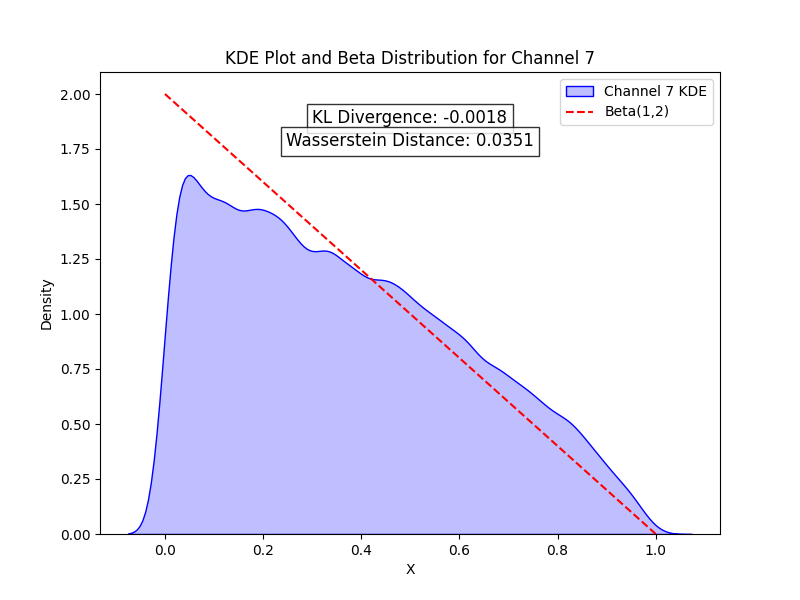 KDE Plot and Beta Distribution for Channel 7
Channel 7 KDE
Beta(1,2)
KL Divergence: -0.0018
Wasserstein Distance: 0.0351
Density
2.00
1.75
1.50
1.25
1.00
0.75
0.50
0.25
0.00
0.0 0.2 0.4 0.6 0.8 1.0
X